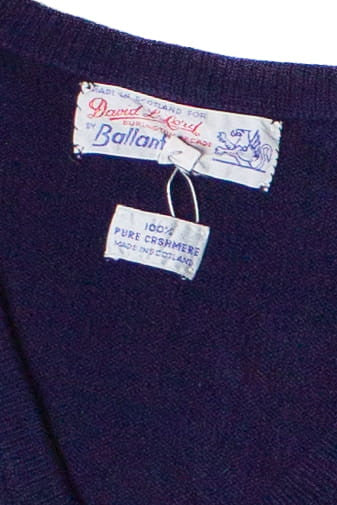 MADE IN SCOTLAND FOR
David L. Lord
BURLINGTON ARCADE
BY Ballant
100%
PURE CASHMERE
MADE IN SCOTLAND